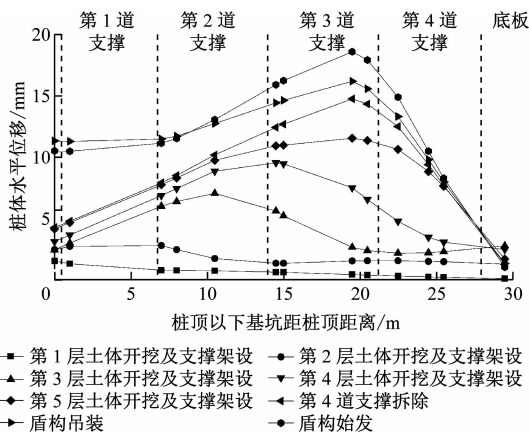 第1道
支撑
第2道
支撑
第3道
支撑
第4道
支撑
底板
20
15
10
5
0
桩体水平位移/mm
0 5 10 15 20 25 30
桩顶以下基坑距桩顶距离/m
第1层土体开挖及支撑架设 第2层土体开挖及支撑架设
第3层土体开挖及支撑架设 第4层土体开挖及支撑架设
第5层土体开挖及支撑架设 第4道支撑拆除
盾构吊装 盾构始发